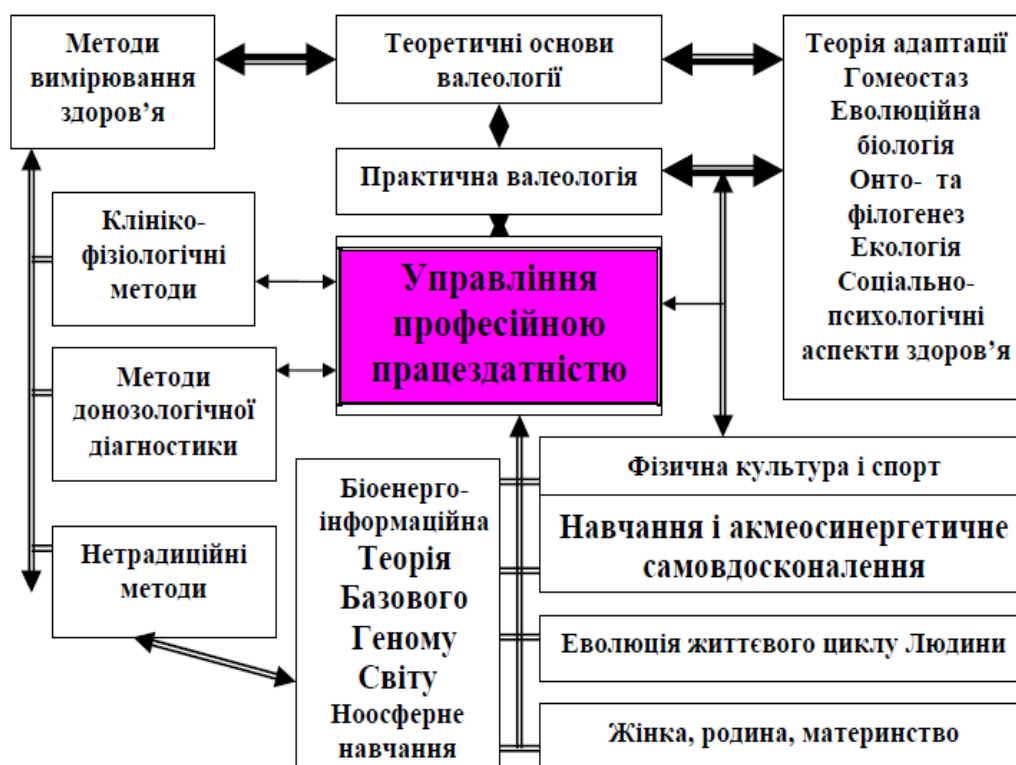 Методи
вимірювання
здоров’я
Теоретичні основи
валеології
Теорія адаптації
Гомеостаз
Еволюційна
біологія
Онто- та
філогенез
Екологія
Соціально-
психологічні
аспекти здоров’я
Практична валеологія
Клініко-
фізіологічні
методи
Управління
професійною
працездатністю
Методи
донозологічної
діагностики
Нетрадиційні
методи
Біоенерго-
інформаційна
Теорія
Базового
Геному
Світу
Ноосферне
навчання
Фізична культура і спорт
Навчання і акмеосинергетичне
самовдосконалення
Еволюція життєвого циклу Людини
Жінка, родина, материнство